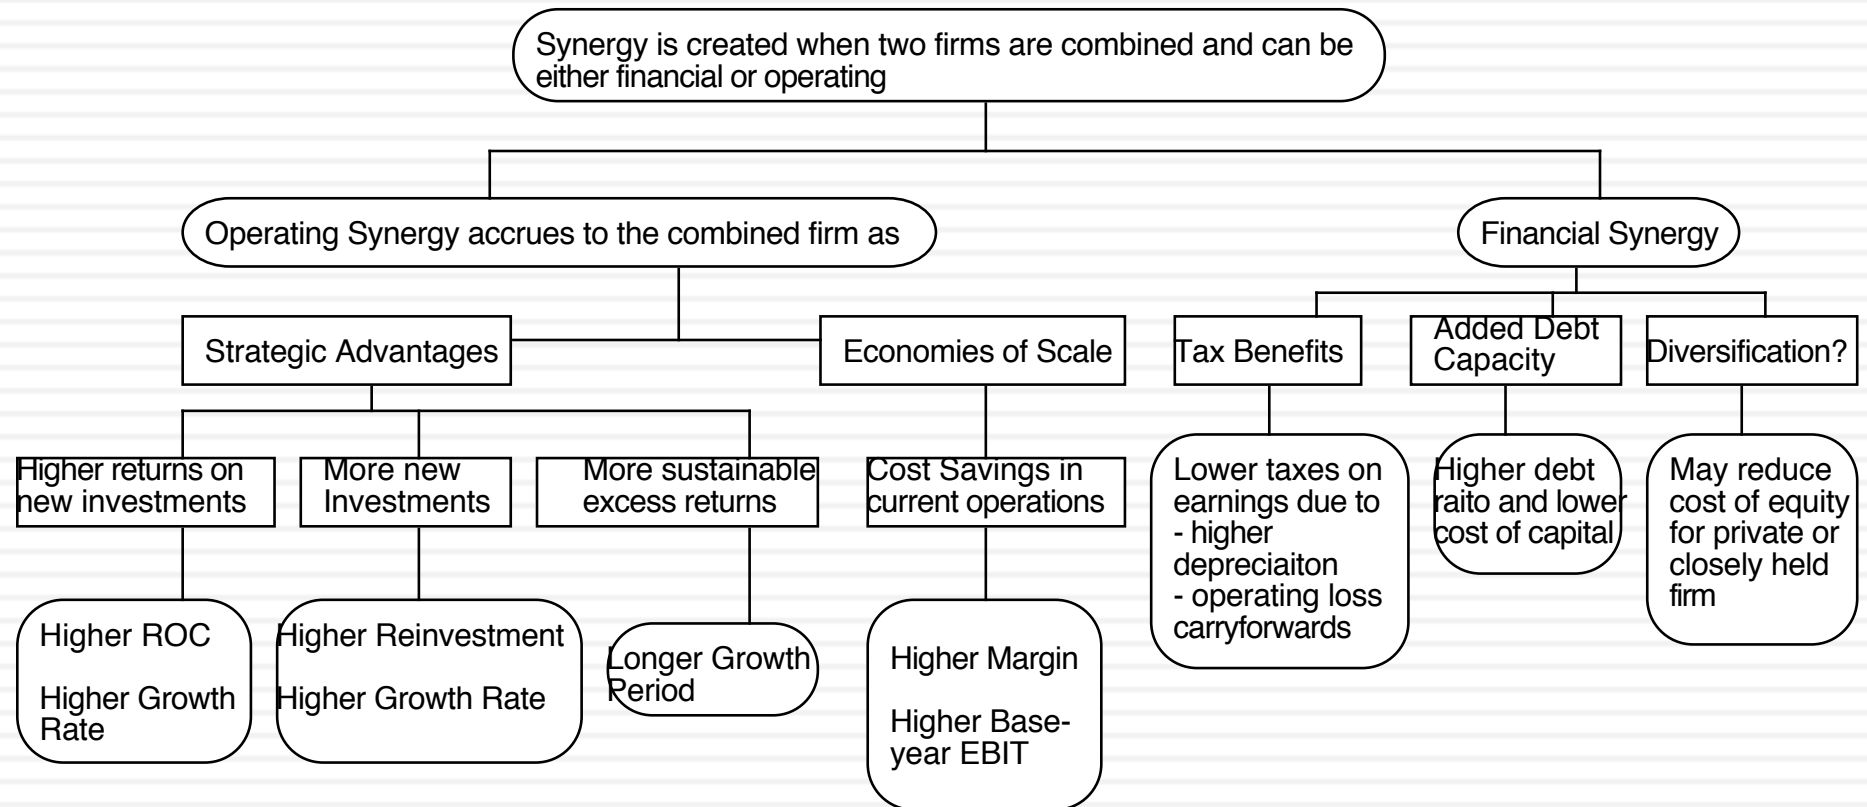 Synergy is created when two firms are combined and can be
either financial or operating
Operating Synergy accrues to the combined firm as
Financial Synergy
Strategic Advantages
Economies of Scale
Tax Benefits
Added Debt
Capacity
Diversification?
Higher returns on
new investments
More new
Investments
More sustainable
excess returns
Cost Savings in
current operations
Lower taxes on
earnings due to
- higher
depreciaiton
- operating loss
carryforwards
Higher debt
raito and lower
cost of capital
May reduce
cost of equity
for private or
closely held
firm
Higher ROC
Higher Growth
Rate
Higher Reinvestment
Higher Growth Rate
Longer Growth
Period
Higher Margin
Higher Base-
year EBIT